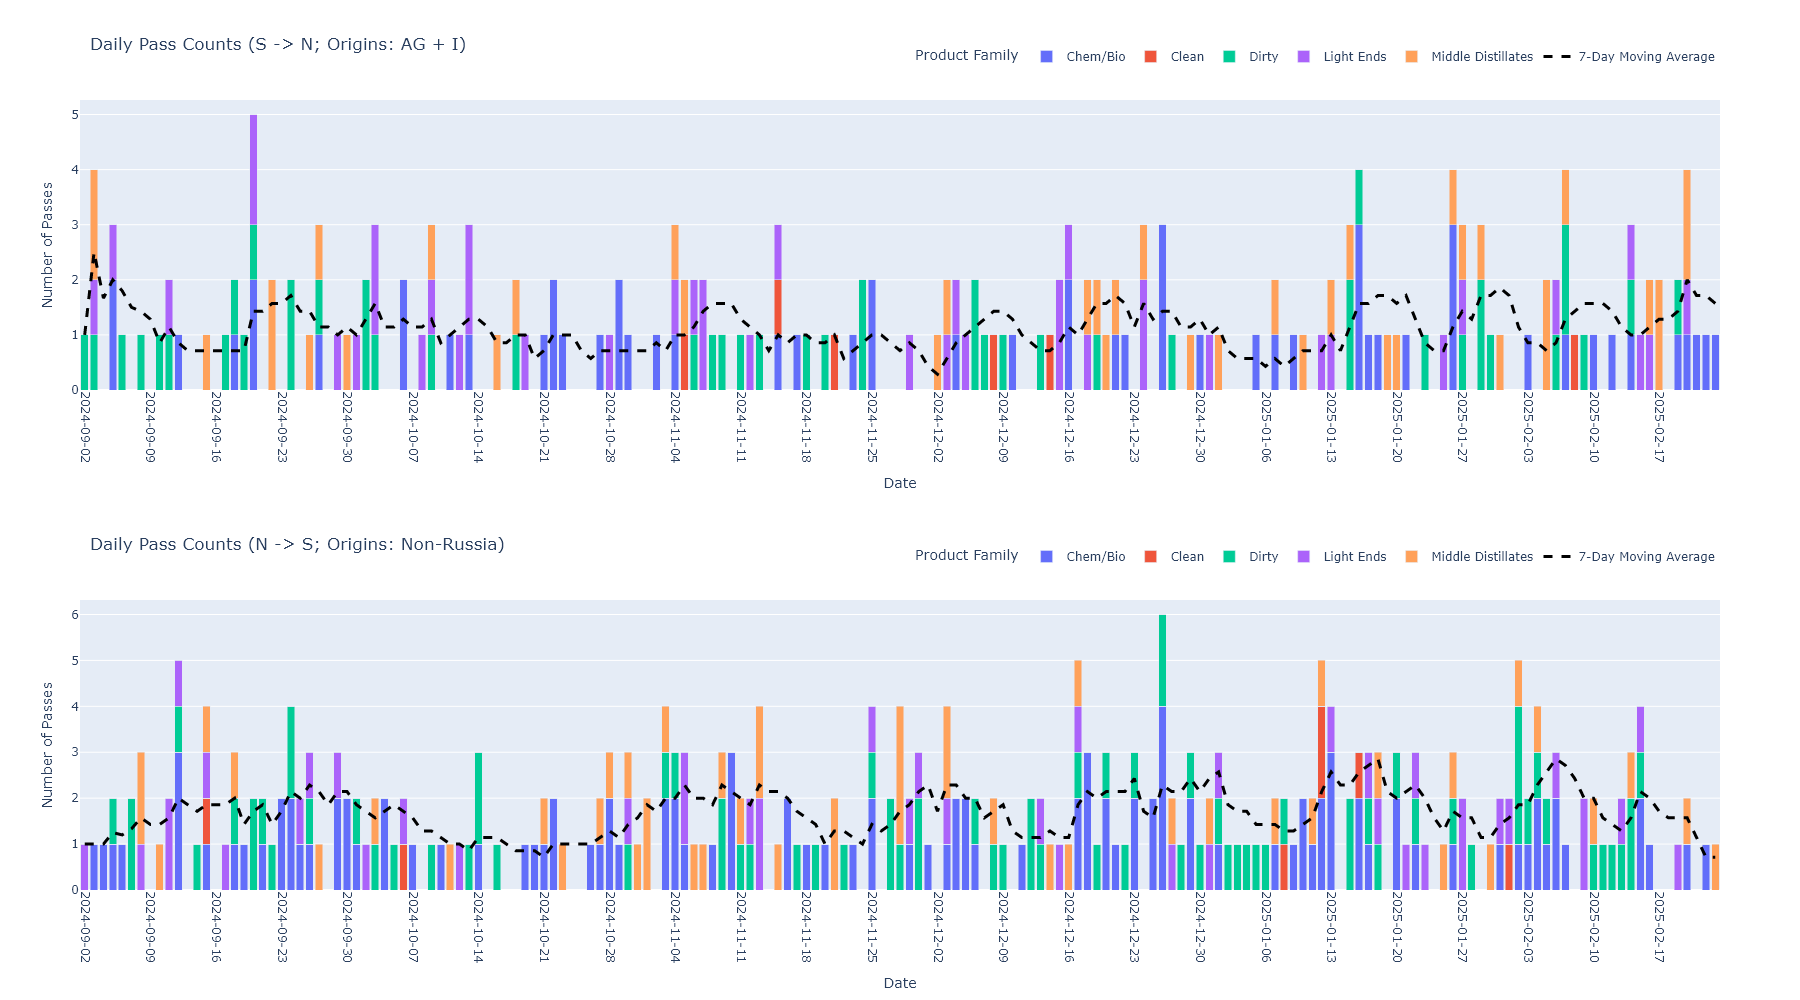 Daily Pass Counts (S -> N; Origins: AG + I)
Product Family Chem/Bio Clean Dirty Light Ends Middle Distillates 7-Day Moving Average
Number of Passes
5
4
3
2
1
0
2024-09-02 2024-09-09 2024-09-16 2024-09-23 2024-09-30 2024-10-07 2024-10-14 2024-10-21 2024-10-28 2024-11-04 2024-11-11 2024-11-18 2024-11-25 2024-12-02 2024-12-09 2024-12-16 2024-12-23 2024-12-30 2025-01-06 2025-01-13 2025-01-20 2025-01-27 2025-02-03 2025-02-10 2025-02-17
Date
Daily Pass Counts (N -> S; Origins: Non-Russia)
Product Family Chem/Bio Clean Dirty Light Ends Middle Distillates 7-Day Moving Average
Number of Passes
6
5
4
3
2
1
0
2024-09-02 2024-09-09 2024-09-16 2024-09-23 2024-09-30 2024-10-07 2024-10-14 2024-10-21 2024-10-28 2024-11-04 2024-11-11 2024-11-18 2024-11-25 2024-12-02 2024-12-09 2024-12-16 2024-12-23 2024-12-30 2025-01-06 2025-01-13 2025-01-20 2025-01-27 2025-02-03 2025-02-10 2025-02-17
Date